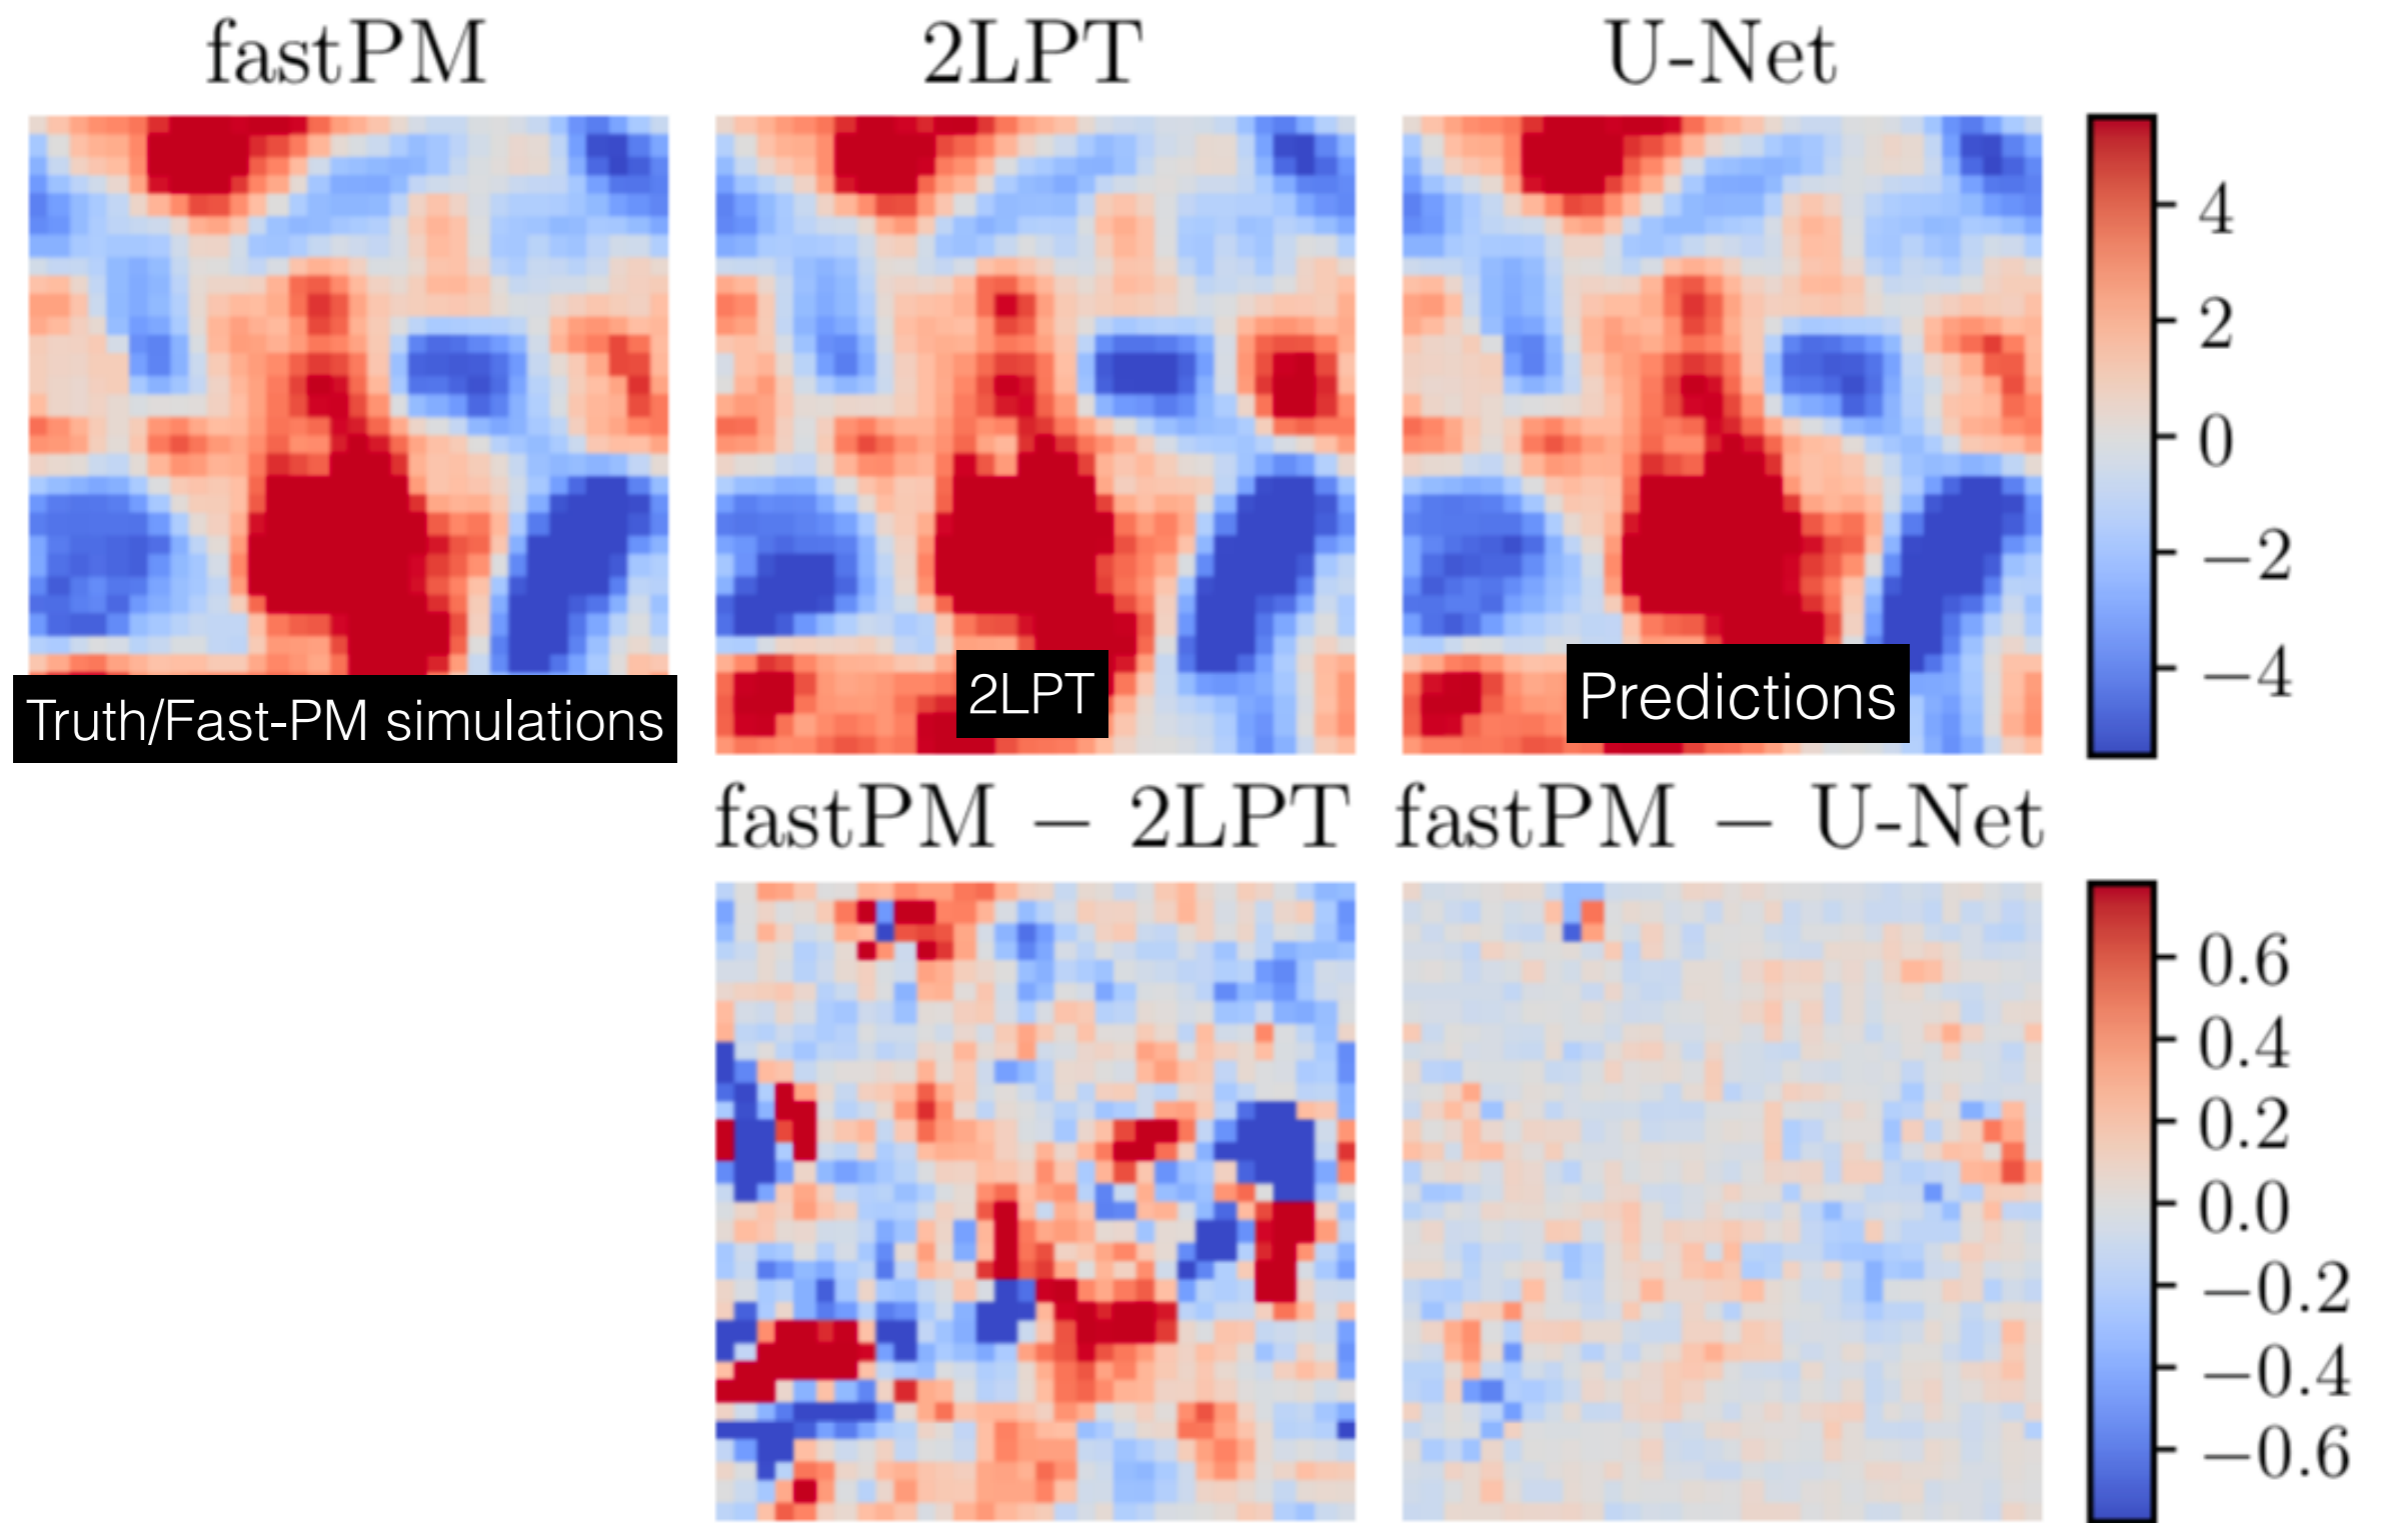 fastPM
2LPT
U-Net
4
2
0
−2
−4
Truth/Fast-PM simulations
2LPT
Predictions
fastPM − 2LPT
fastPM − U-Net
0.6
0.4
0.2
0.0
−0.2
−0.4
−0.6